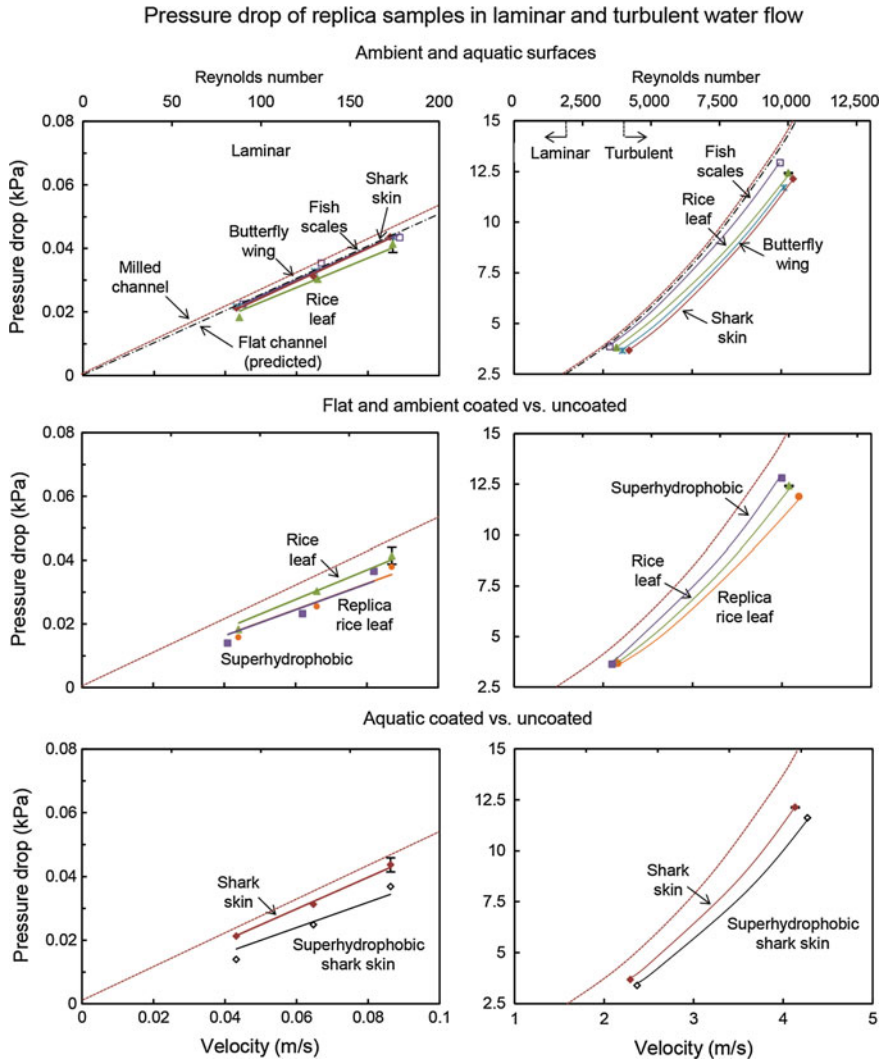 Pressure drop of replica samples in laminar and turbulent water flow
Ambient and aquatic surfaces
Reynolds number
0 50 100 150 200
0.08
0.06
0.04
0.02
0
Pressure drop (kPa)
Laminar
Shark
skin
Fish
scales
Butterfly
wing
Milled
channel
Rice
leaf
Flat channel
(predicted)
Reynolds number
0 2,500 5,000 7,500 10,000 12,500
15
12.5
10
7.5
5
2.5
Laminar
Turbulent
Fish
scales
Rice
leaf
Butterfly
wing
Shark
skin
Flat and ambient coated vs. uncoated
0.08
0.06
0.04
0.02
0
Pressure drop (kPa)
Rice
leaf
Replica
rice leaf
Superhydrophobic
15
12.5
10
7.5
5
2.5
Superhydrophobic
Rice
leaf
Replica
rice leaf
Aquatic coated vs. uncoated
0.08
0.06
0.04
0.02
0
Pressure drop (kPa)
Shark
skin
Superhydrophobic
shark skin
0 0.02 0.04 0.06 0.08 0.1
Velocity (m/s)
15
12.5
10
7.5
5
2.5
Shark
skin
Superhydrophobic
shark skin
1 2 3 4 5
Velocity (m/s)